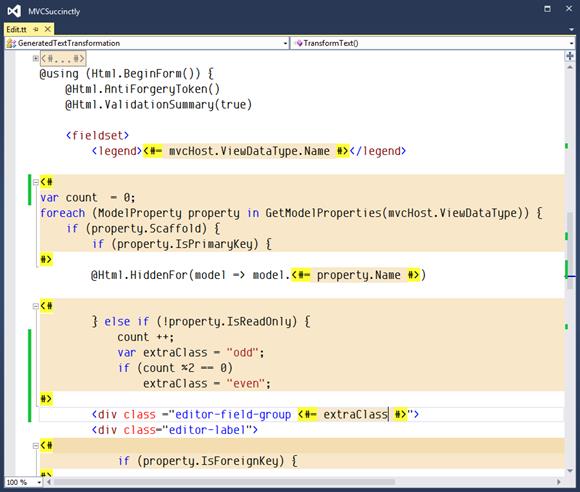 MVCSuccinctly
Edit.tt
GeneratedTextTransformation TransformText()
<#...#>
@using (Html.BeginForm()) {
    @Html.AntiForgeryToken()
    @Html.ValidationSummary(true)
    <fieldset>
        <legend><#= mvcHost.ViewDataType.Name #></legend>
<#
var count  = 0;
foreach (ModelProperty property in GetModelProperties(mvcHost.ViewDataType)) {
    if (property.Scaffold) {
        if (property.IsPrimaryKey) {
#>
        @Html.HiddenFor(model => model.<#= property.Name #>)
<#
        } else if (!property.IsReadOnly) {
            count ++;
            var extraClass = "odd";
            if (count %2 == 0)
                extraClass = "even";
#>
        <div class ="editor-field-group <#= extraClass #>">
        <div class="editor-label">
<#
            if (property.IsForeignKey) {
#>
100 %